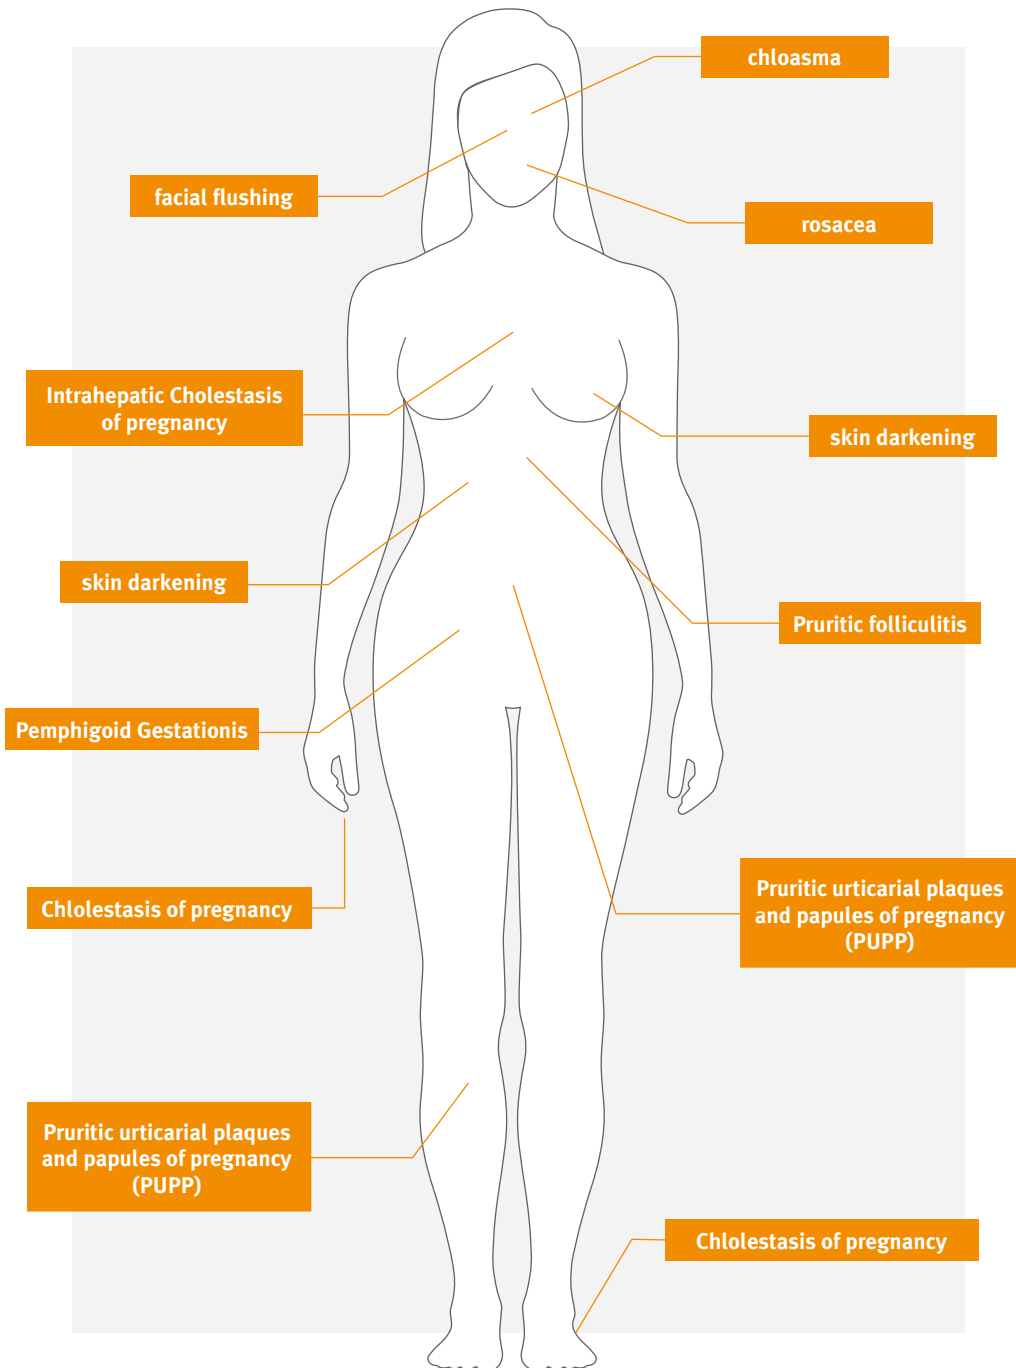 chloasma
facial flushing
rosacea
Intrahepatic Cholestasis
of pregnancy
skin darkening
skin darkening
Pruritic folliculitis
Pemphigoid Gestationis
Chlolestasis of pregnancy
Pruritic urticarial plaques
and papules of pregnancy
(PUPP)
Pruritic urticarial plaques
and papules of pregnancy
(PUPP)
Chlolestasis of pregnancy